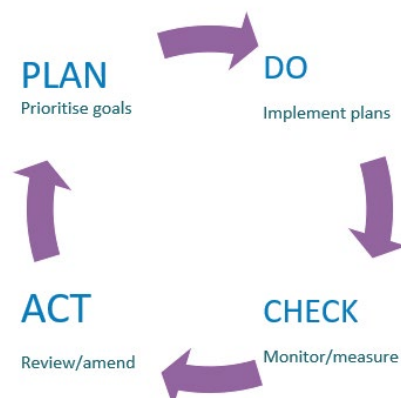 PLAN
Prioritise goals
DO
Implement plans
CHECK
Monitor/measure
ACT
Review/amend